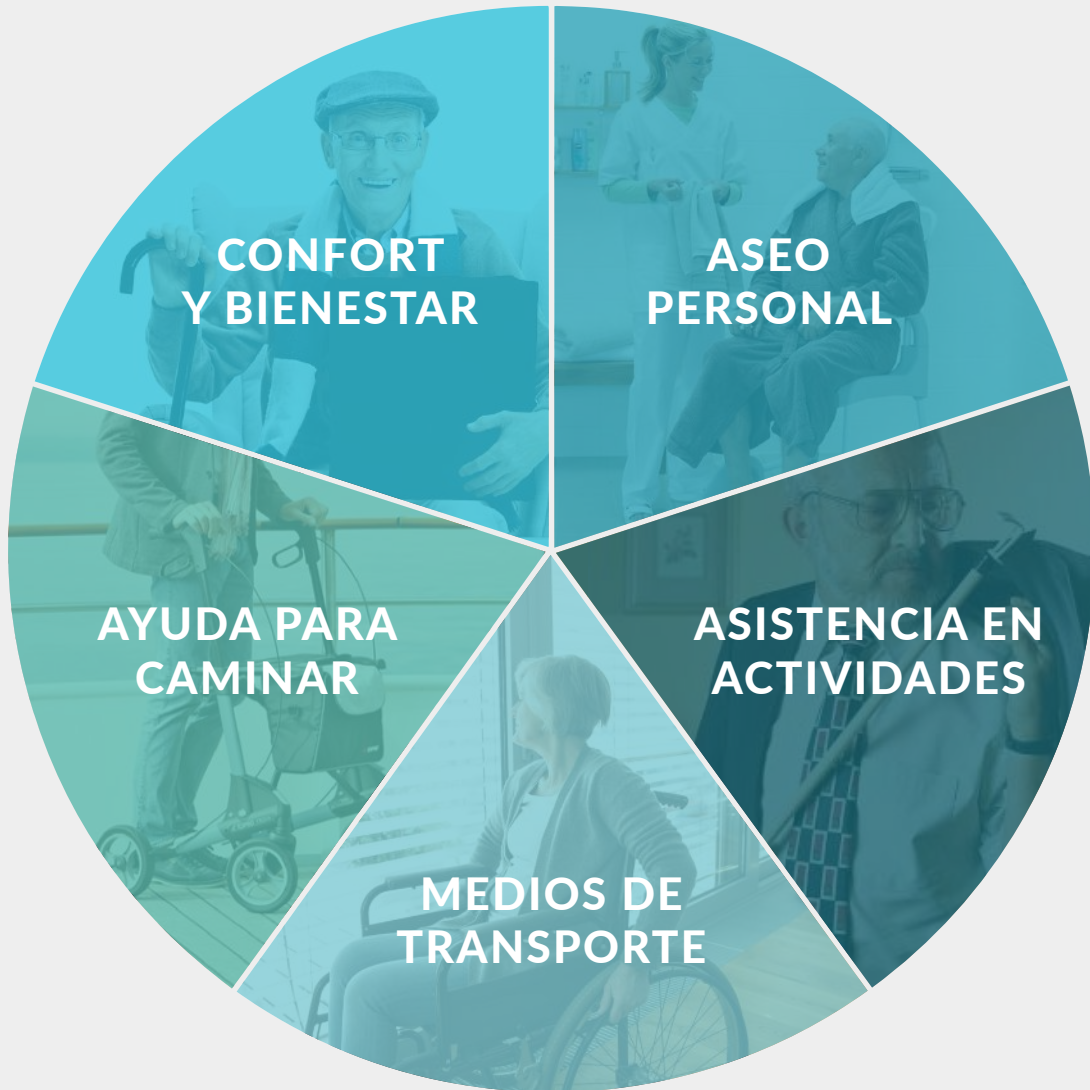 CONFORT
Y BIENESTAR
ASEO
PERSONAL
AYUDA PARA
CAMINAR
ASISTENCIA EN
ACTIVIDADES
MEDIOS DE
TRANSPORTE